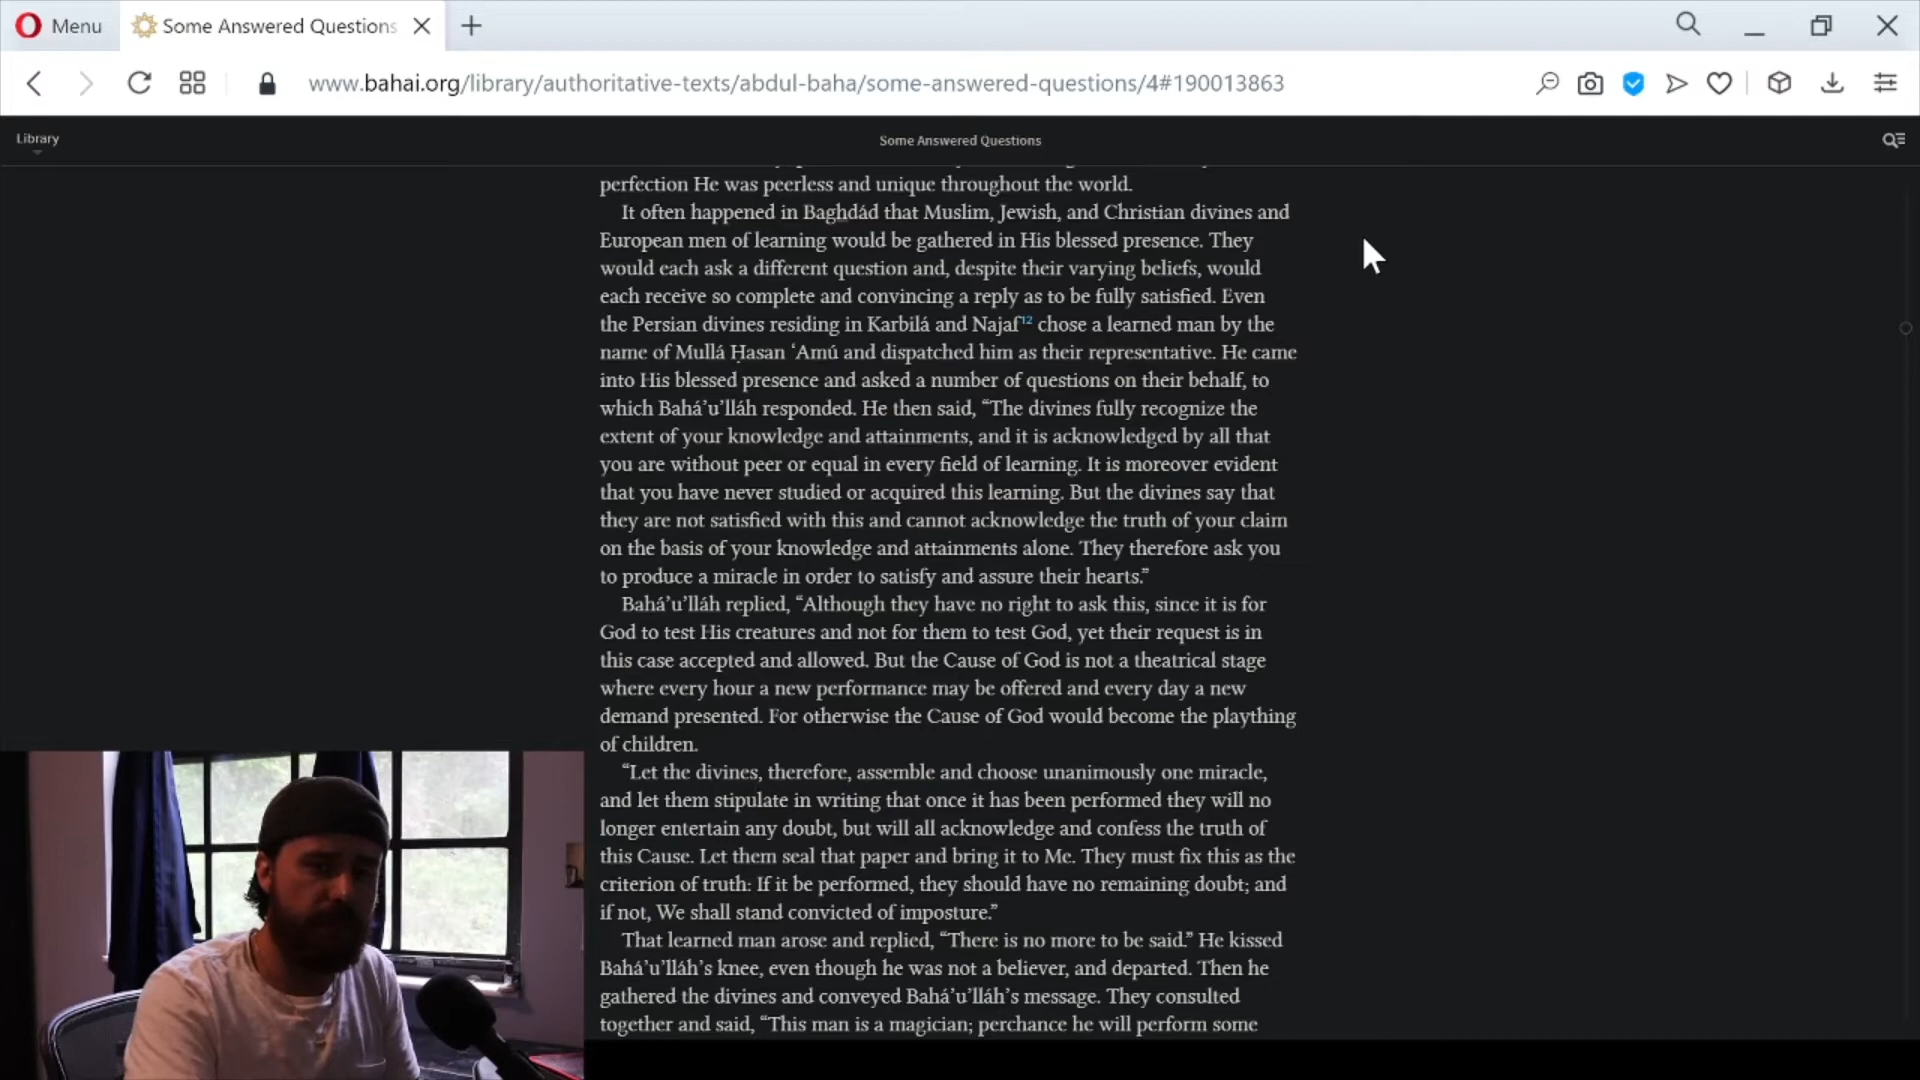 Menu
Some Answered Questions
www.bahai.org/library/authoritative-texts/abdul-baha/some-answered-questions/4#190013863
Library
Some Answered Questions
perfection He was peerless and unique throughout the world.
It often happened in Baghdád that Muslim, Jewish, and Christian divines and
European men of learning would be gathered in His blessed presence. They
would each ask a different question and, despite their varying beliefs, would
each receive so complete and convincing a reply as to be fully satisfied. Even
the Persian divines residing in Karbilá and Najaf12 chose a learned man by the
name of Mullá Ḥasan ‘Amú and dispatched him as their representative. He came
into His blessed presence and asked a number of questions on their behalf, to
which Bahá’u’lláh responded. He then said, “The divines fully recognize the
extent of your knowledge and attainments, and it is acknowledged by all that
you are without peer or equal in every field of learning. It is moreover evident
that you have never studied or acquired this learning. But the divines say that
they are not satisfied with this and cannot acknowledge the truth of your claim
on the basis of your knowledge and attainments alone. They therefore ask you
to produce a miracle in order to satisfy and assure their hearts.”
Bahá’u’lláh replied, “Although they have no right to ask this, since it is for
God to test His creatures and not for them to test God, yet their request is in
this case accepted and allowed. But the Cause of God is not a theatrical stage
where every hour a new performance may be offered and every day a new
demand presented. For otherwise the Cause of God would become the plaything
of children.
“Let the divines, therefore, assemble and choose unanimously one miracle,
and let them stipulate in writing that once it has been performed they will no
longer entertain any doubt, but will all acknowledge and confess the truth of
this Cause. Let them seal that paper and bring it to Me. They must fix this as the
criterion of truth: If it be performed, they should have no remaining doubt; and
if not, We shall stand convicted of imposture.”
That learned man arose and replied, “There is no more to be said.” He kissed
Bahá’u’lláh’s knee, even though he was not a believer, and departed. Then he
gathered the divines and conveyed Bahá’u’lláh’s message. They consulted
together and said, “This man is a magician; perchance he will perform some